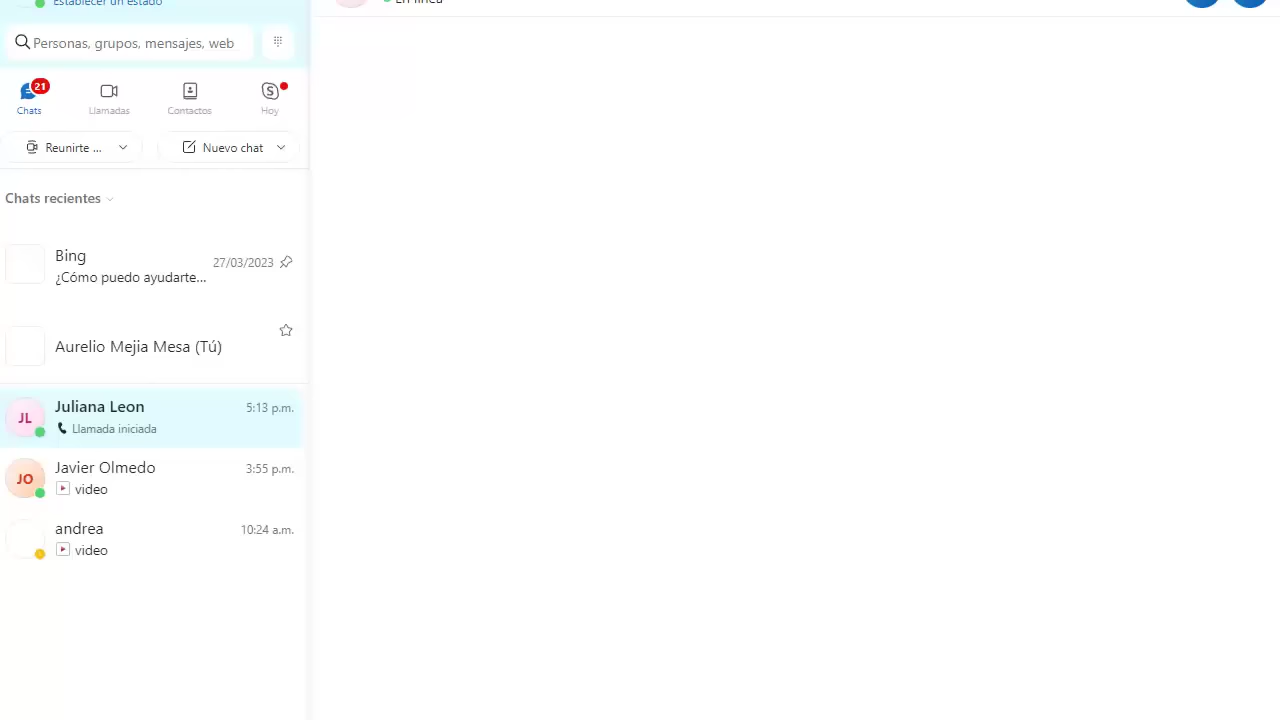 Establecer un estado
En línea
Personas, grupos, mensajes, web
21
Chats
Llamadas
Contactos
Hoy
Reunirte ...
Nuevo chat
Chats recientes
Bing
27/03/2023
¿Cómo puedo ayudarte...
Aurelio Mejia Mesa (Tú)
JL
Juliana Leon
5:13 p.m.
Llamada iniciada
JO
Javier Olmedo
3:55 p.m.
video
andrea
10:24 a.m.
video